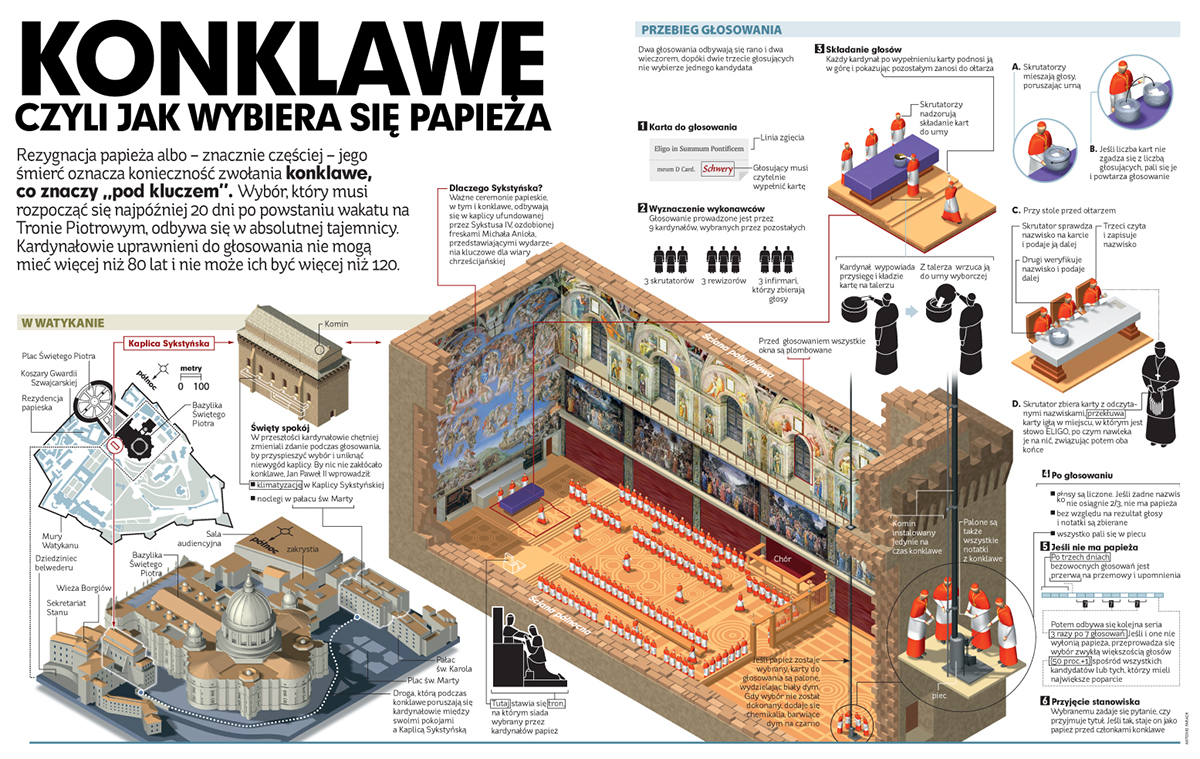 KONKLAWE
CZYLI JAK WYBIERA SIĘ PAPIEŻA
Rezygnacja papieża albo – znacznie częściej – jego
śmierć oznacza konieczność zwołania konklawe,
co znaczy „pod kluczem”. Wybór, który musi
rozpocząć się najpóźniej 20 dni po powstaniu wakatu na
Tronie Piotrowym, odbywa się w absolutnej tajemnicy.
Kardynałowie uprawnieni do głosowania nie mogą
mieć więcej niż 80 lat i nie może ich być więcej niż 120.
W WATYKANIE
Kaplica Sykstyńska
Komin
Plac Świętego Piotra
Koszary Gwardii
Szwajcarskiej
Rezydencja
papieska
północ
metry
0 100
Bazylika
Świętego
Piotra
Mury
Watykanu
Sala
audiencyjna
Święty spokój
W przeszłości kardynałowie chętniej
zmieniali zdanie podczas głosowania,
by przyspieszyć wybór i uniknąć
niewygód kaplicy. By nic nie zakłócało
konklawe, Jan Paweł II wprowadził:
klimatyzację w Kaplicy Sykstyńskiej
noclegi w pałacu św. Marty
Dziedziniec
belwederu
Bazylika
Świętego
Piotra
północ
zakrystia
Wieża Borgiów
Sekretariat
Stanu
Pałac
św. Karola
Plac św. Marty
Droga, którą podczas
konklawe poruszają się
kardynałowie między
swoimi pokojami
a Kaplicą Sykstyńską
Dlaczego Sykstyńska?
Ważne ceremonie papieskie,
w tym i konklawe, odbywają
się w kaplicy ufundowanej
przez Sykstusa IV, ozdobionej
freskami Michała Anioła,
przedstawiającymi wydarze-
nia kluczowe dla wiary
chrześcijańskiej
Ściana południowa
Przed głosowaniem wszystkie
okna są plombowane
Chór
Ściana północna
Tutaj stawia się tron,
na którym siada
wybrany przez
kardynałów papież
Jeśli papież zostaje
wybrany, karty do
głosowania są palone,
wydzielając biały dym.
Gdy wybór nie został
dokonany, dodaje się
chemikalia, barwiące
dym na czarno
Komin
instalowany
jedynie na
czas konklawe
Palone są
także
wszystkie
notatki
z konklawe
piec
PRZEBIEG GŁOSOWANIA
Dwa głosowania odbywają się rano i dwa
wieczorem, dopóki dwie trzecie głosujących
nie wybierze jednego kandydata
1 Karta do głosowania
Eligo in Summum Pontificem
meum D Card. Schwery
Linia zgięcia
Głosujący musi
czytelnie
wypełnić kartę
2 Wyznaczenie wykonawców
Głosowanie prowadzone jest przez
9 kardynałów, wybranych przez pozostałych
3 skrutatorów
3 rewizorów
3 infirmari,
którzy zbierają
głosy
3 Składanie głosów
Każdy kardynał po wypełnieniu karty podnosi ją
w górę i pokazując pozostałym zanosi do ołtarza
Skrutatorzy
nadzorują
składanie kart
do urny
Kardynał wypowiada
przysięgę i kładzie
kartę na talerzu
Z talerza wrzuca ją
do urny wyborczej
A. Skrutatorzy
mieszają głosy,
poruszając urną
B. Jeśli liczba kart nie
zgadza się z liczbą
głosujących, pali się je
i powtarza głosowanie
C. Przy stole przed ołtarzem
Skrutator sprawdza
nazwisko na karcie
i podaje ją dalej
Trzeci czyta
i zapisuje
nazwisko
Drugi weryfikuje
nazwisko i podaje
dalej
D. Skrutator zbiera karty z odczyta-
nymi nazwiskami, przekłuwa
karty igłą w miejscu, w którym jest
słowo ELIGO, po czym nawleka
je na nić, związując potem oba
końce
4 Po głosowaniu
głosy są liczone. Jeśli żadne nazwis
ko nie osiągnie 2/3, nie ma papieża
bez względu na rezultat głosy
i notatki są zbierane
wszystko pali się w piecu
5 Jeśli nie ma papieża
Po trzech dniach
bezowocnych głosowań jest
przerwa na przemowy i upomnienia
7 7 7
Potem odbywa się kolejna seria
3 razy po 7 głosowań. Jeśli i one nie
wyłonią papieża, przeprowadza się
wybór zwykłą większością głosów
(50 proc.+1) spośród wszystkich
kandydatów lub tych, którzy mieli
największe poparcie
6 Przyjęcie stanowiska
Wybranemu zadaje się pytanie, czy
przyjmuje tytuł. Jeśli tak, staje on jako
papież przed członkami konklawe